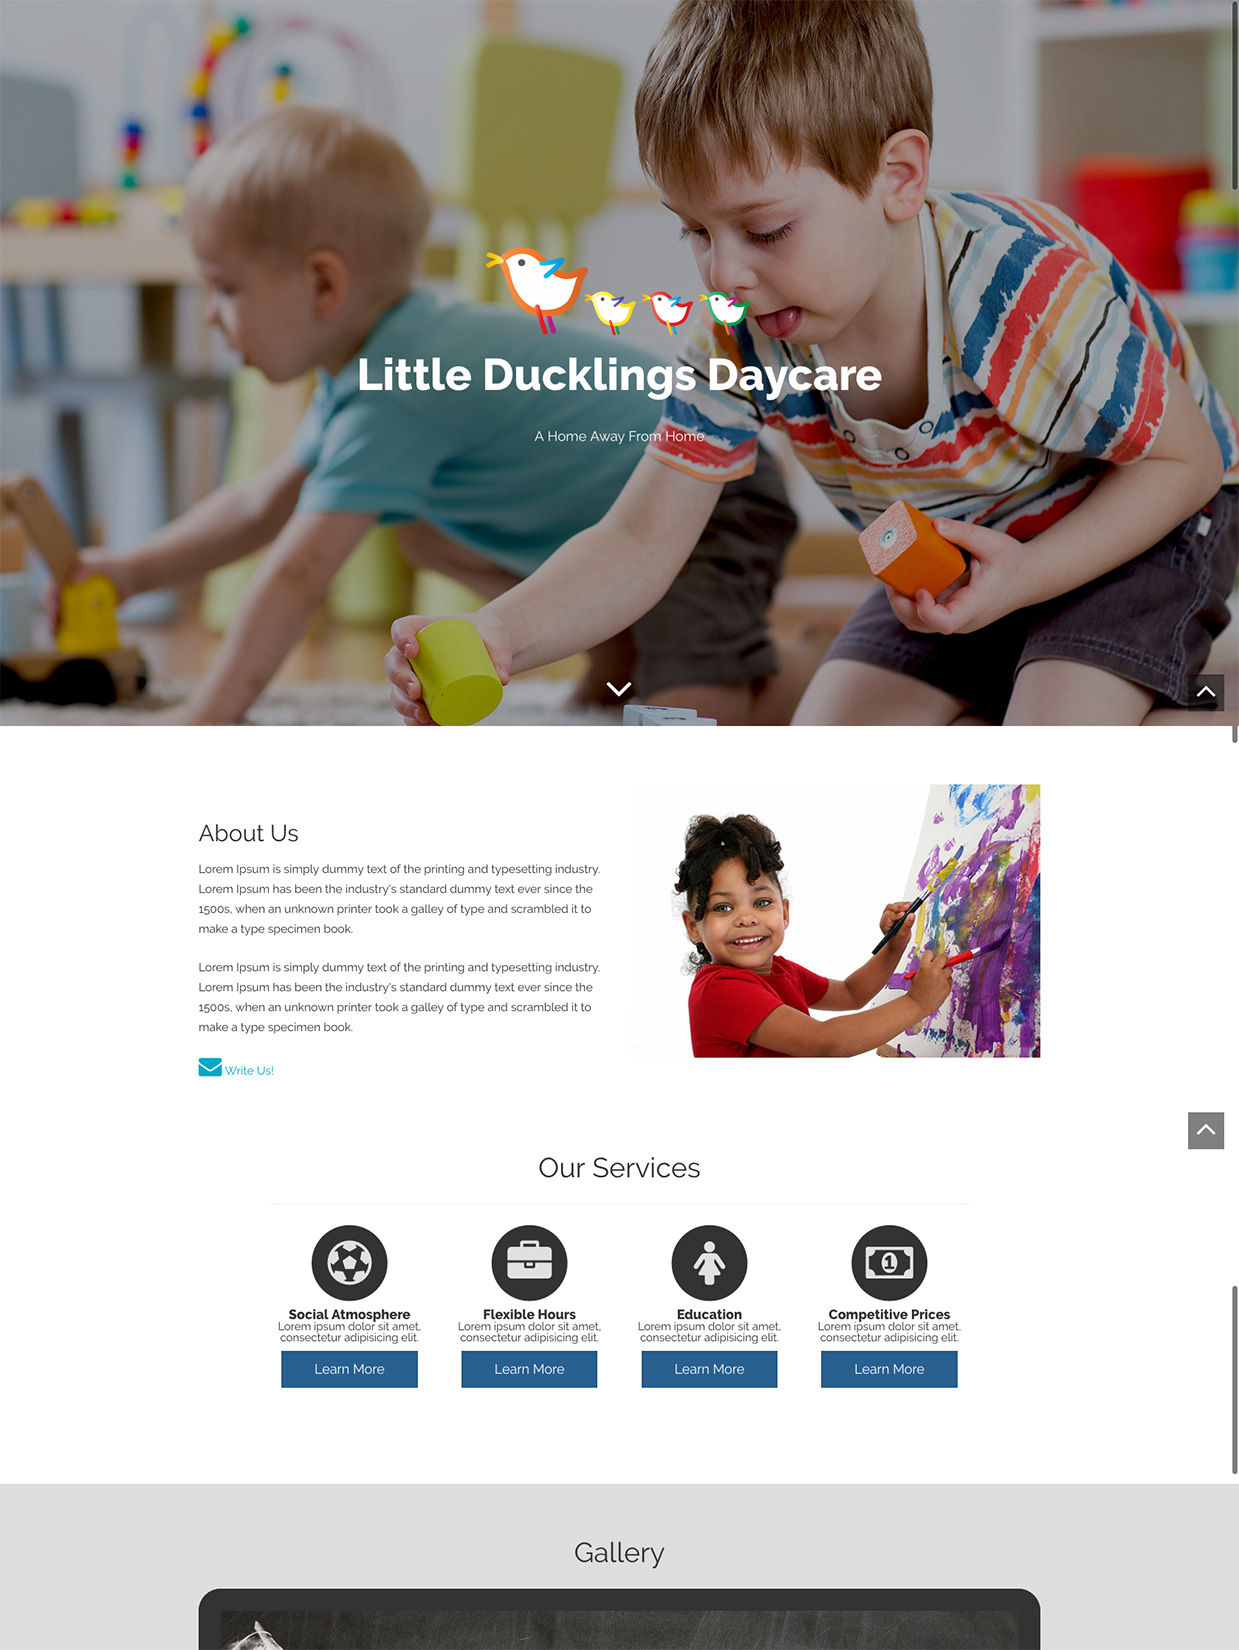 Little Ducklings Daycare
A Home Away From Home
About Us
Lorem Ipsum is simply dummy text of the printing and typesetting industry.
Lorem Ipsum has been the industry's standard dummy text ever since the
1500s, when an unknown printer took a galley of type and scrambled it to
make a type specimen book.
Lorem Ipsum is simply dummy text of the printing and typesetting industry.
Lorem Ipsum has been the industry's standard dummy text ever since the
1500s, when an unknown printer took a galley of type and scrambled it to
make a type specimen book.
Write Us!
Our Services
1
Social Atmosphere
Lorem ipsum dolor sit amet,
consectetur adipisicing elit.
Learn More
Flexible Hours
Lorem ipsum dolor sit amet,
consectetur adipisicing elit.
Learn More
Education
Lorem ipsum dolor sit amet,
consectetur adipisicing elit.
Learn More
Competitive Prices
Lorem ipsum dolor sit amet,
consectetur adipisicing elit.
Learn More
Gallery